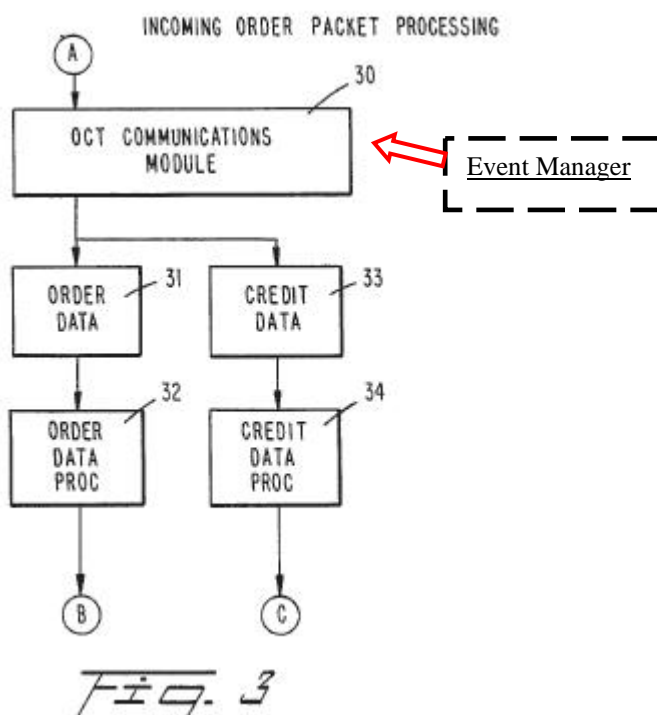 INCOMING ORDER PACKET PROCESSING
A
30
OCT COMMUNICATIONS
MODULE
Event Manager
31
ORDER
DATA
33
CREDIT
DATA
32
ORDER
DATA
PROC
34
CREDIT
DATA
PROC
B
C
Fig. 3